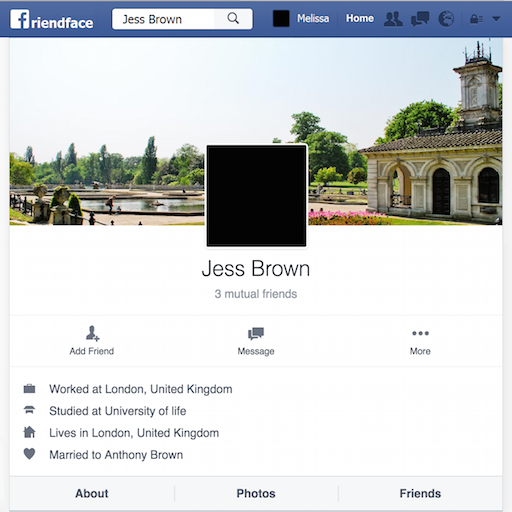 friendface
Jess Brown
Melissa
Home
Jess Brown
3 mutual friends
Add Friend
Message
More
Worked at London, United Kingdom
Studied at University of life
Lives in London, United Kingdom
Married to Anthony Brown
About
Photos
Friends